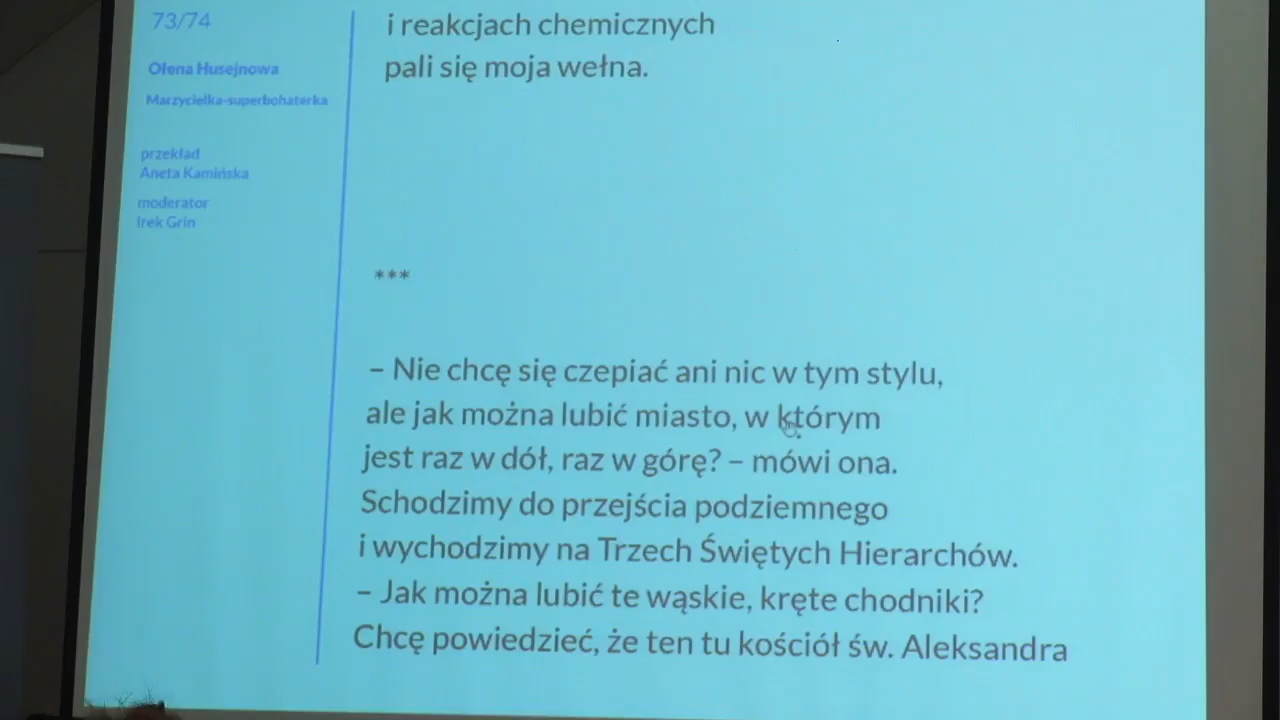 73/74
Ołena Husejnowa
Marzycielka-superbohaterka
przekład
Aneta Kamińska
moderator
Irek Grin
i reakcjach chemicznych
pali się moja wełna.
***
– Nie chcę się czepiać ani nic w tym stylu,
ale jak można lubić miasto, w którym
jest raz w dół, raz w górę? – mówi ona.
Schodzimy do przejścia podziemnego
i wychodzimy na Trzech Świętych Hierarchów.
– Jak można lubić te wąskie, kręte chodniki?
Chcę powiedzieć, że ten tu kościół św. Aleksandra